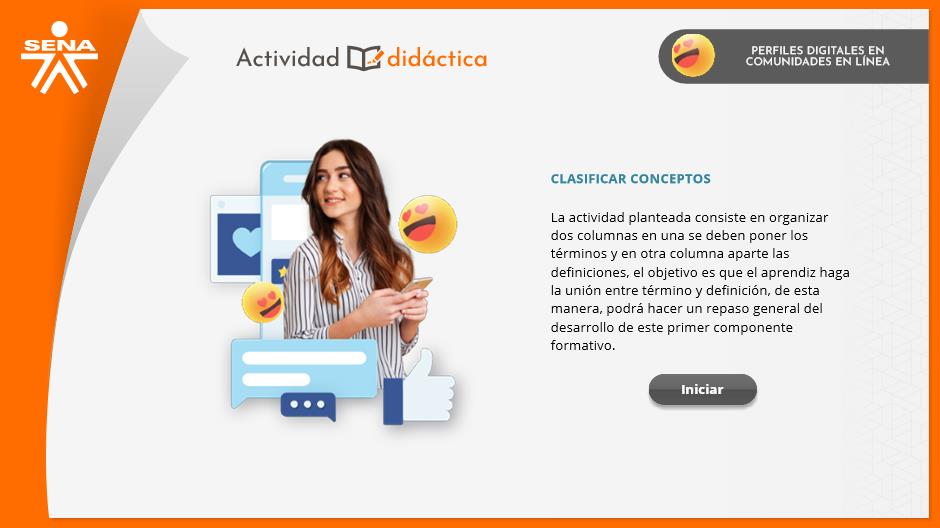 SENA
Actividad didáctica
PERFILES DIGITALES EN
COMUNIDADES EN LÍNEA
CLASIFICAR CONCEPTOS
La actividad planteada consiste en organizar
dos columnas en una se deben poner los
términos y en otra columna aparte las
definiciones, el objetivo es que el aprendiz haga
la unión entre término y definición, de esta
manera, podrá hacer un repaso general del
desarrollo de este primer componente
formativo.
Iniciar